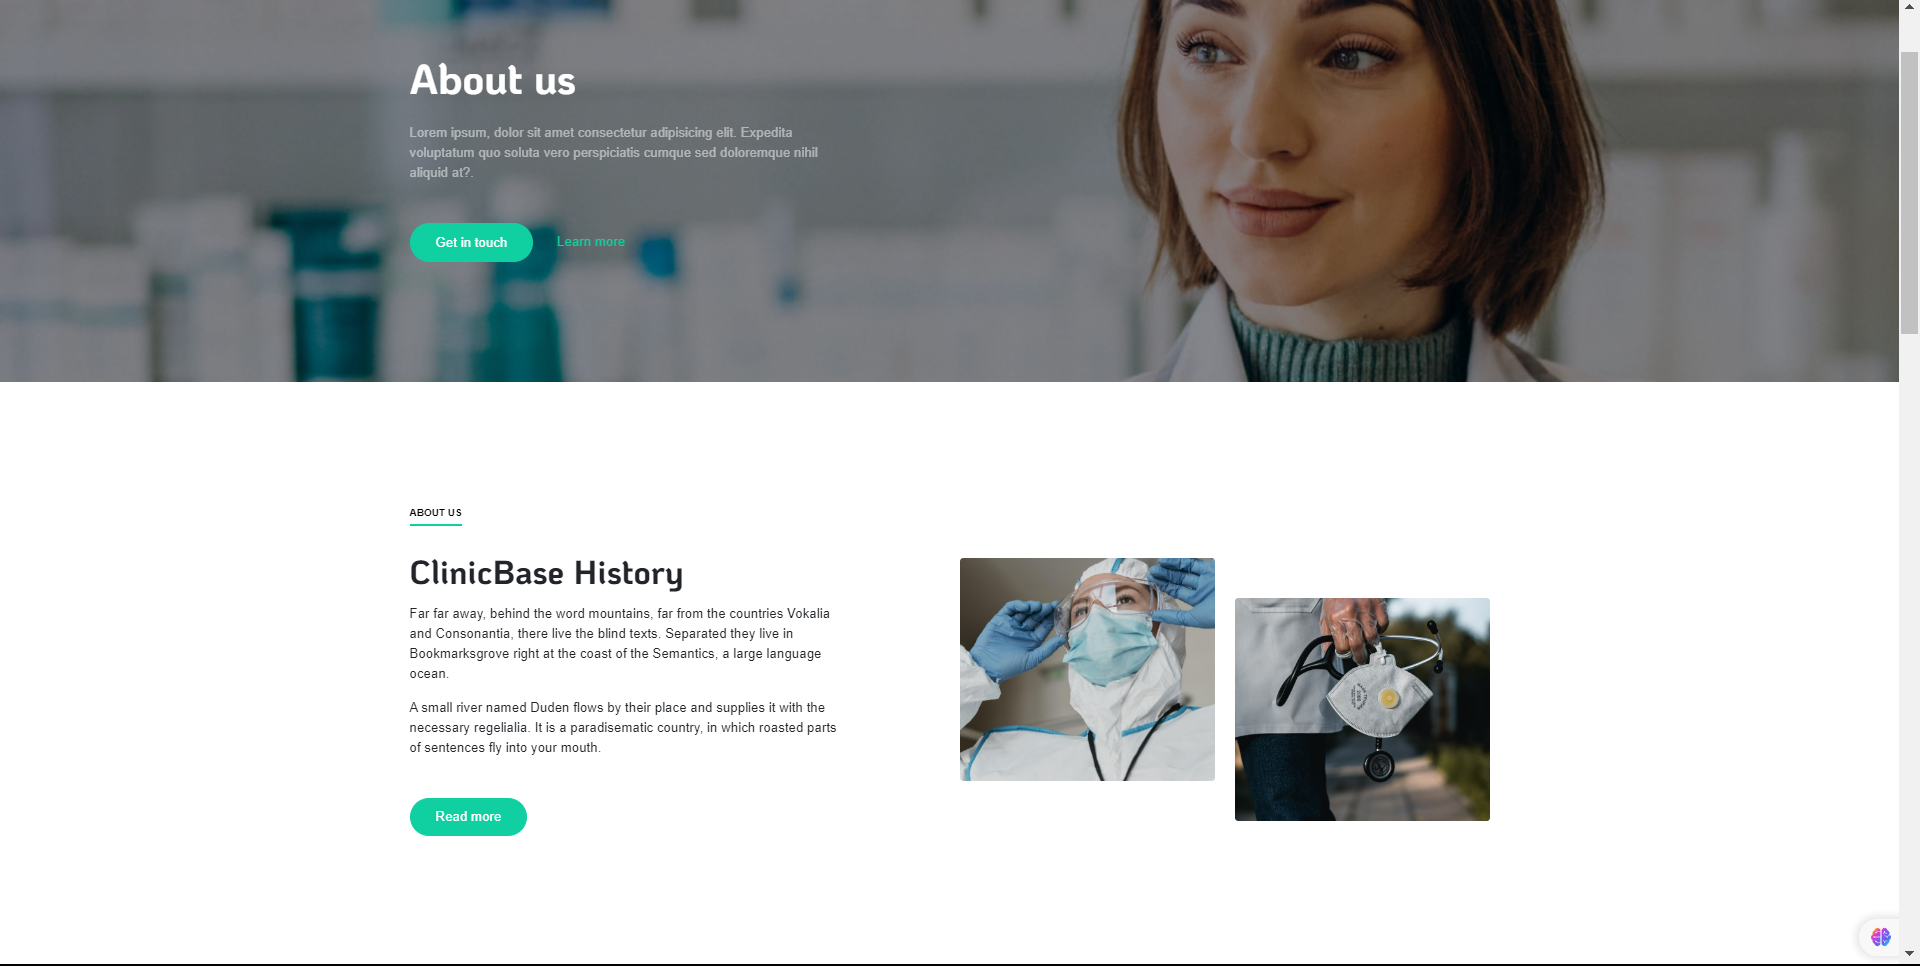 About us
Lorem ipsum, dolor sit amet consectetur adipisicing elit. Expedita
voluptatum quo soluta vero perspiciatis cumque sed doloremque nihil
aliquid at?.
Get in touch
Learn more
ABOUT US
ClinicBase History
Far far away, behind the word mountains, far from the countries Vokalia
and Consonantia, there live the blind texts. Separated they live in
Bookmarksgrove right at the coast of the Semantics, a large language
ocean.
A small river named Duden flows by their place and supplies it with the
necessary regelialia. It is a paradisematic country, in which roasted parts
of sentences fly into your mouth.
Read more